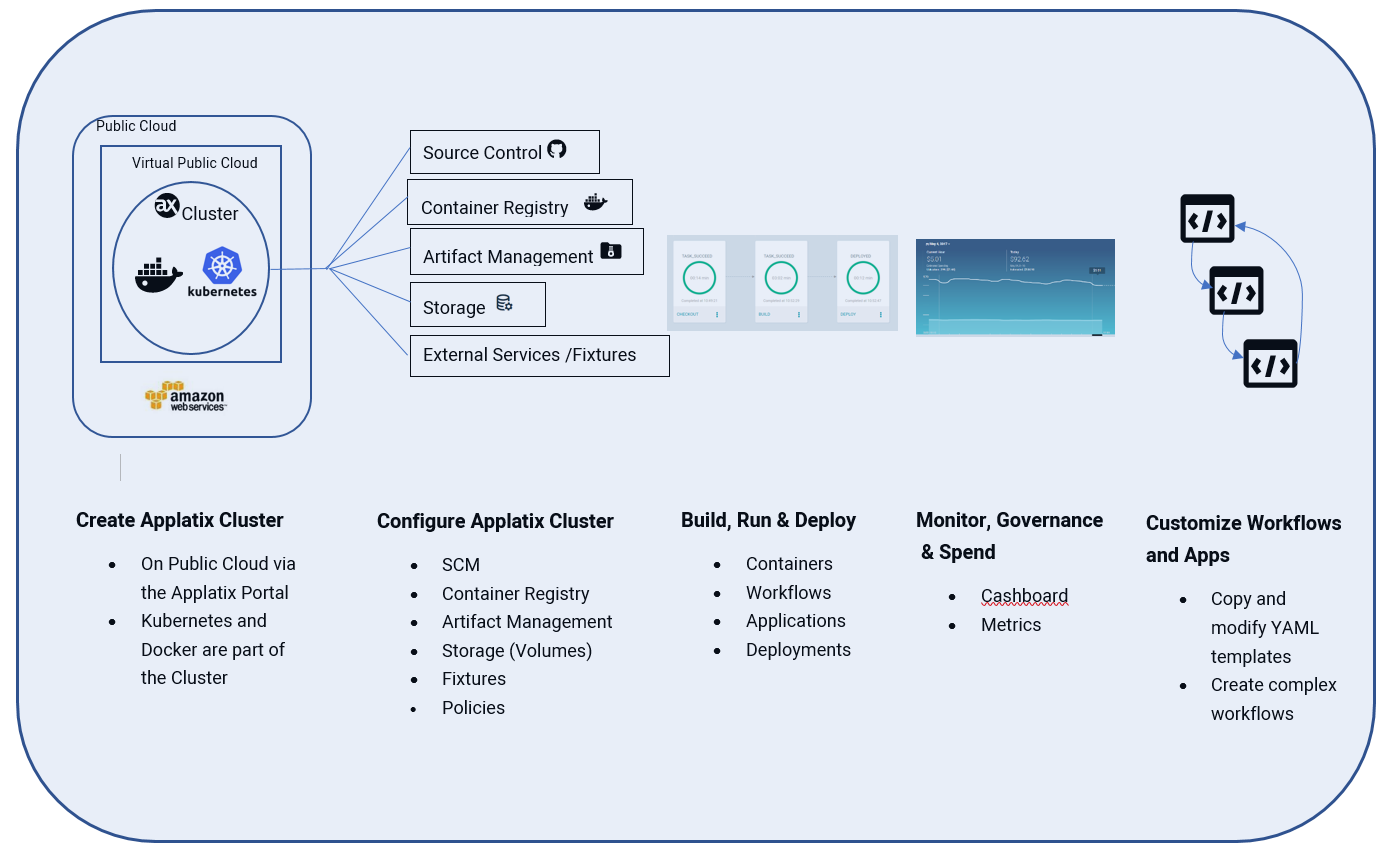 Public Cloud
Virtual Public Cloud
ax
Cluster
kubernetes
amazon
webservices™
Source Control
Container Registry
Artifact Management
Storage
External Services /Fixtures
CHECKOUT
BUILD
DEPLOY
DEPLOYED
Today
$92.62
</>
</>
</>
Create Applatix Cluster
• On Public Cloud via
the Applatix Portal
• Kubernetes and
Docker are part of
the Cluster
Configure Applatix Cluster
• SCM
• Container Registry
• Artifact Management
• Storage (Volumes)
• Fixtures
• Policies
Build, Run & Deploy
• Containers
• Workflows
• Applications
• Deployments
Monitor, Governance
& Spend
• Cashboard
• Metrics
Customize Workflows
and Apps
• Copy and
modify YAML
templates
• Create complex
workflows